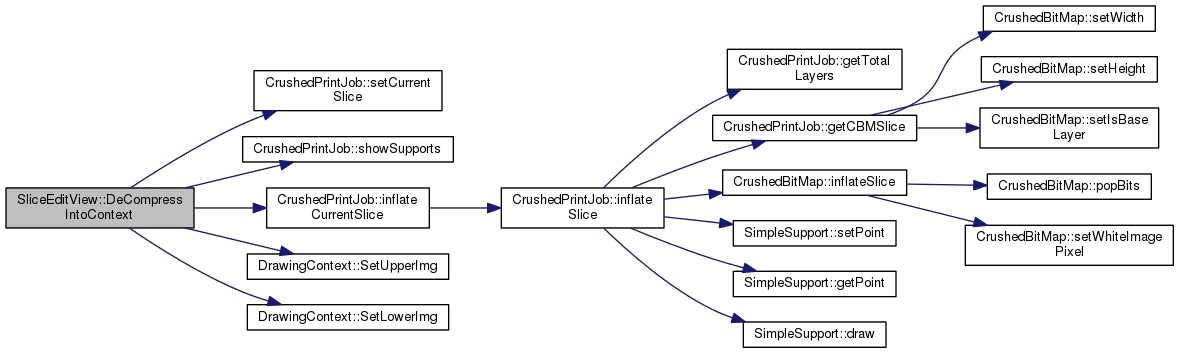 SliceEditView::DeCompress
IntoContext
CrushedPrintJob::setCurrent
Slice
CrushedPrintJob::showSupports
CrushedPrintJob::inflate
CurrentSlice
DrawingContext::SetUpperImg
DrawingContext::SetLowerImg
CrushedPrintJob::inflate
Slice
CrushedPrintJob::getTotal
Layers
CrushedPrintJob::getCBMSlice
CrushedBitMap::inflateSlice
SimpleSupport::setPoint
SimpleSupport::getPoint
SimpleSupport::draw
CrushedBitMap::setWidth
CrushedBitMap::setHeight
CrushedBitMap::setIsBase
Layer
CrushedBitMap::popBits
CrushedBitMap::setWhiteImage
Pixel